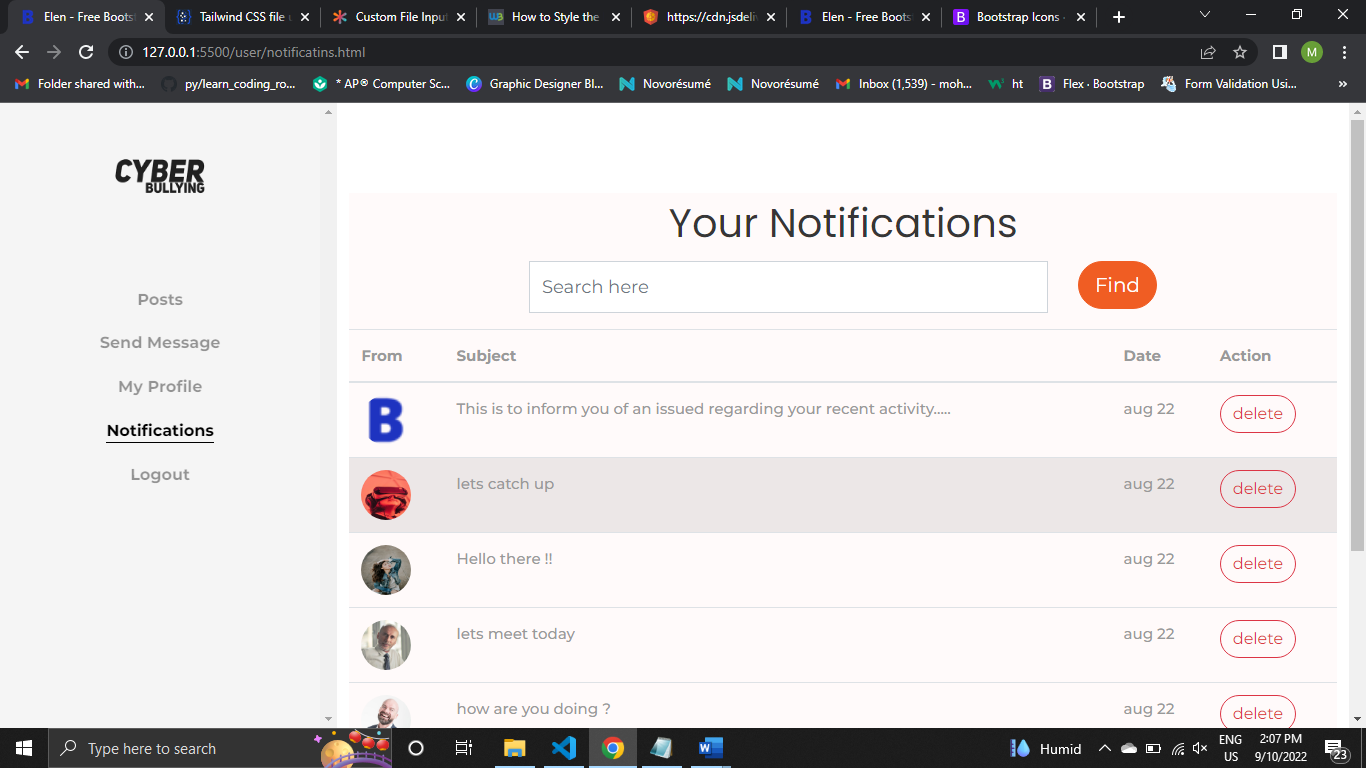 Elen - Free Boots
Tailwind CSS file u
Custom File Input
How to Style the
https://cdn.jsdeli
Elen - Free Boots
Bootstrap Icons ·
127.0.0.1:5500/user/notificatins.html
M
Folder shared with...
py/learn_coding_ro...
* AP® Computer Sc...
Graphic Designer Bl...
Novorésumé
Novorésumé
Inbox (1,539) - moh...
ht
Flex · Bootstrap
Form Validation Usi...
»
CYBER
BULLYING
Posts
Send Message
My Profile
Notifications
Logout
Your Notifications
Search here
Find
From Subject Date Action
B This is to inform you of an issued regarding your recent activity..... aug 22 delete
lets catch up aug 22 delete
Hello there !! aug 22 delete
lets meet today aug 22 delete
how are you doing ? aug 22 delete
Type here to search
Humid
ENG
US
2:07 PM
9/10/2022
23